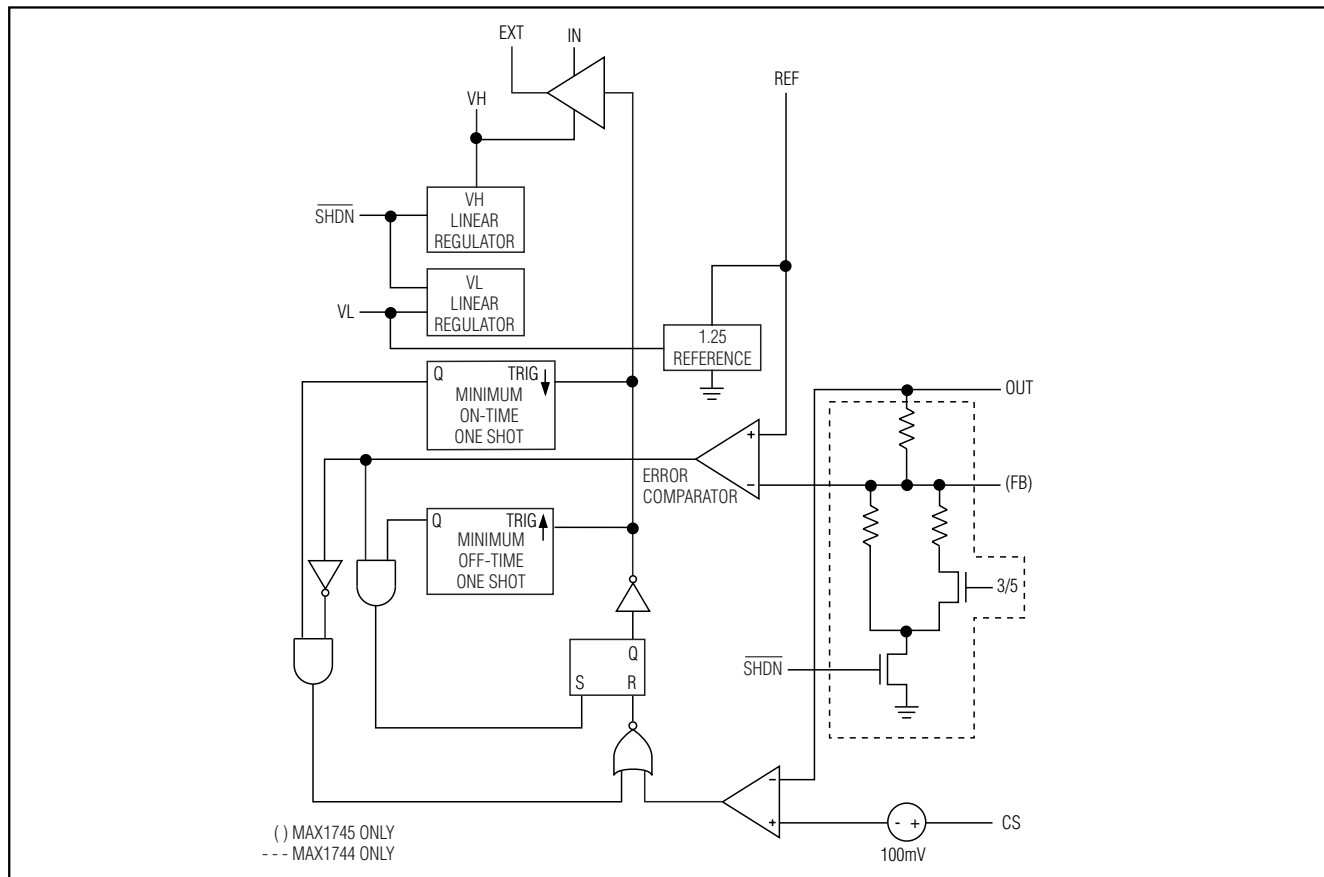 EXT
IN
REF
VH
SHDN
VH
LINEAR
REGULATOR
VL
LINEAR
REGULATOR
VL
1.25
REFERENCE
Q
TRIG
MINIMUM
ON-TIME
ONE SHOT
OUT
+
-
ERROR
COMPARATOR
(FB)
Q
TRIG
MINIMUM
OFF-TIME
ONE SHOT
3/5
Q
S
R
SHDN
-
+
- +
CS
100mV
( ) MAX1745 ONLY
- - - MAX1744 ONLY